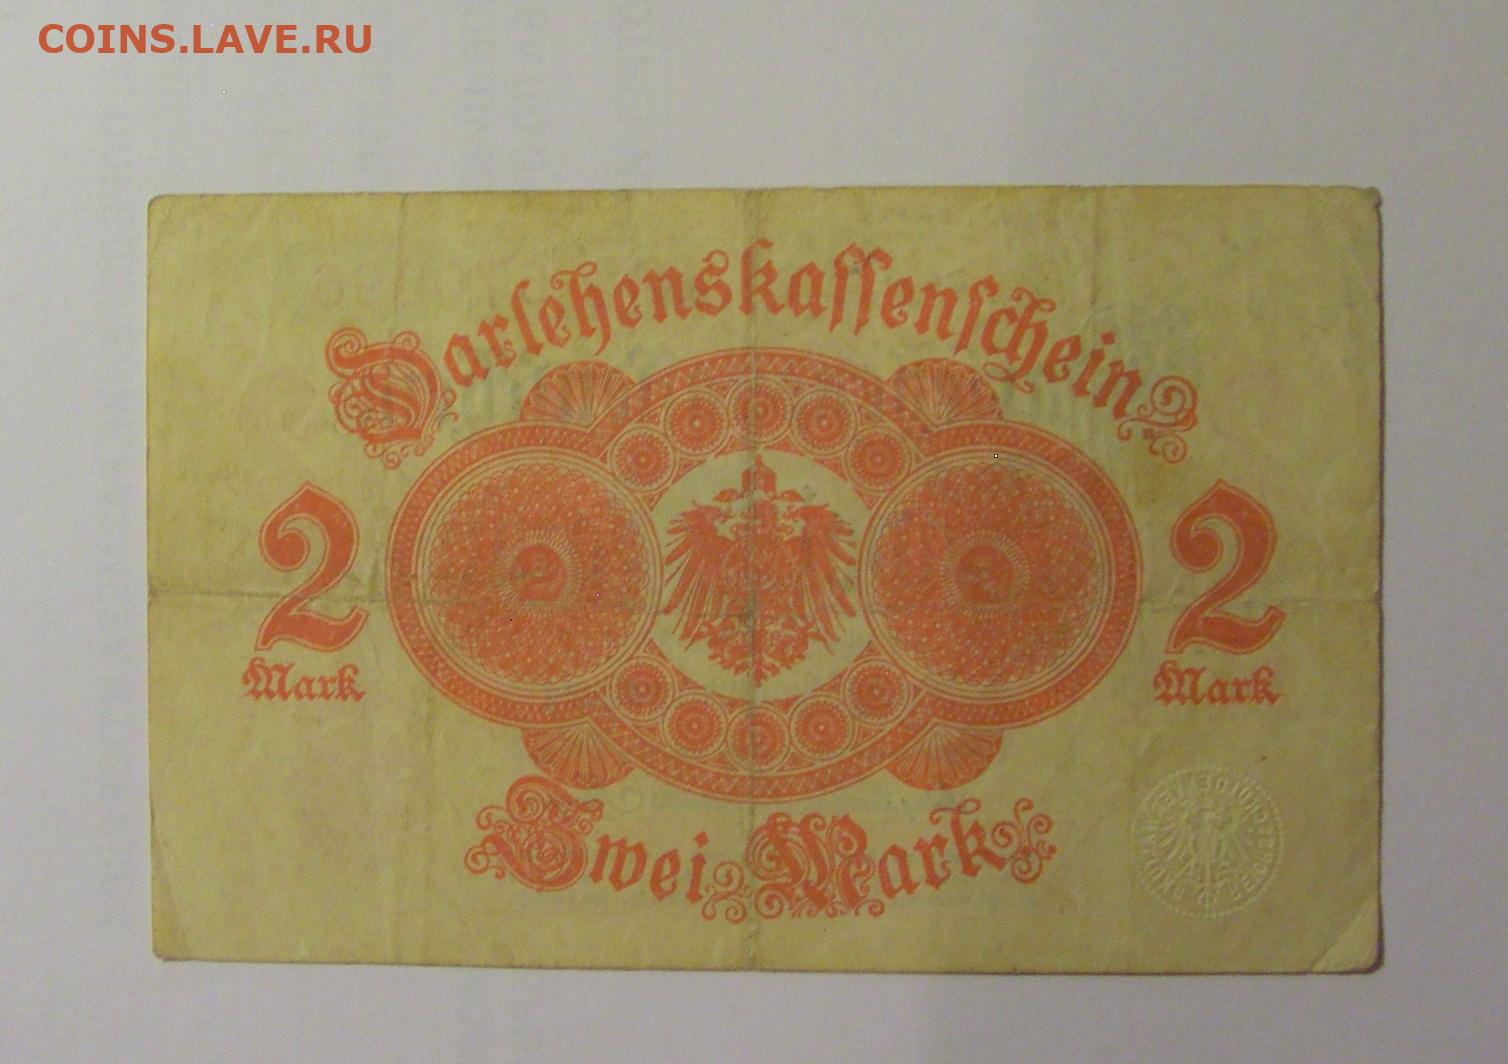 COINS.LAVE.RU
Darlehenskassenschein
2 2
Mark Mark
Zwei Mark